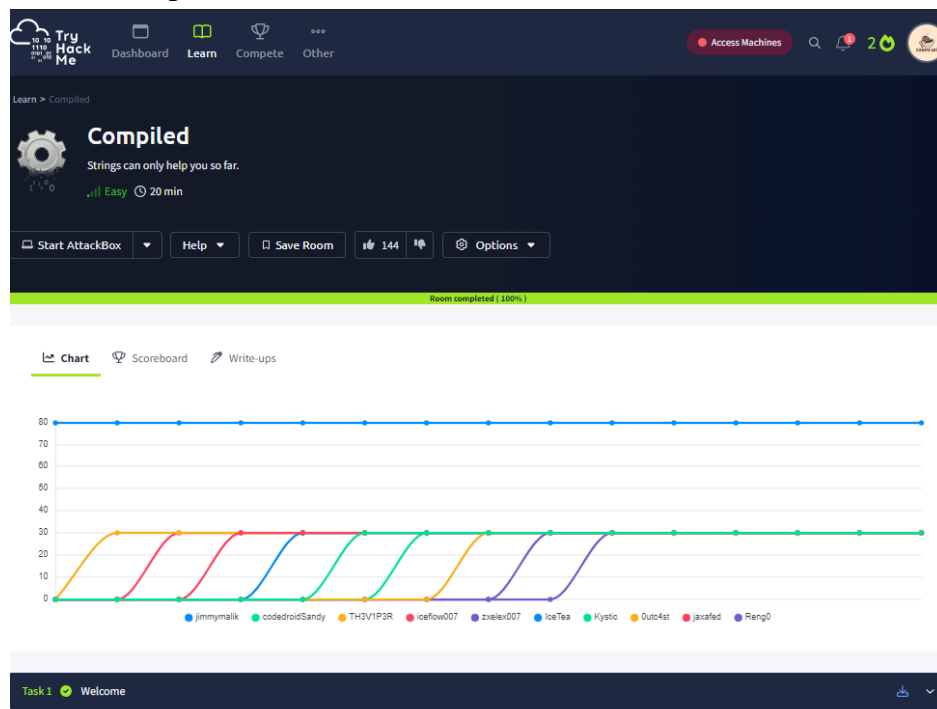 Try
Hack
Me
Dashboard
Learn
Compete
Other
Access Machines
1
2
Learn > Compiled
Compiled
Strings can only help you so far.
Easy 20 min
Start AttackBox
Help
Save Room
144
Options
Room completed ( 100% )
Chart
Scoreboard
Write-ups
80
70
60
50
40
30
20
10
0
jimmymalik codedroidSandy TH3V1P3R iceflow007 zxelex007 IceTea Kystic 0utc4st jaxafed Reng0
Task 1 Welcome